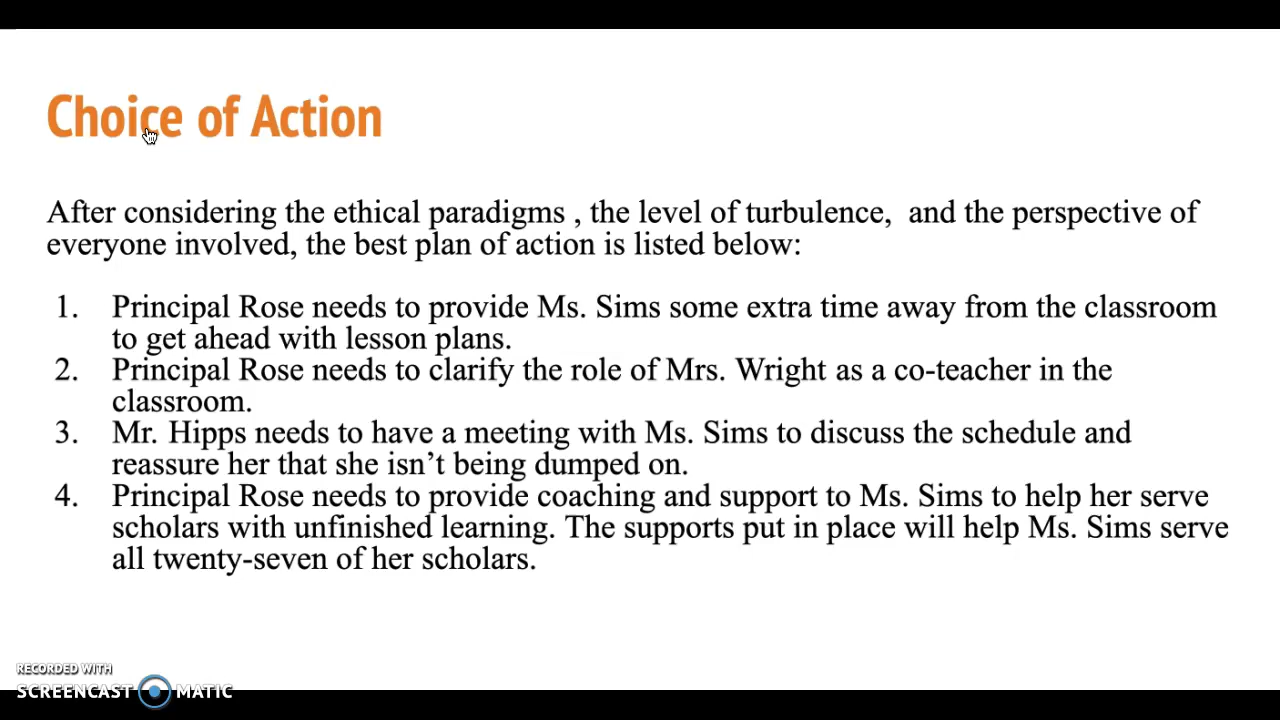 Choice of Action
After considering the ethical paradigms , the level of turbulence,  and the perspective of
everyone involved, the best plan of action is listed below:
1. Principal Rose needs to provide Ms. Sims some extra time away from the classroom
to get ahead with lesson plans.
2. Principal Rose needs to clarify the role of Mrs. Wright as a co-teacher in the
classroom.
3. Mr. Hipps needs to have a meeting with Ms. Sims to discuss the schedule and
reassure her that she isn’t being dumped on.
4. Principal Rose needs to provide coaching and support to Ms. Sims to help her serve
scholars with unfinished learning. The supports put in place will help Ms. Sims serve
all twenty-seven of her scholars.
RECORDED WITH
SCREENCAST MATIC